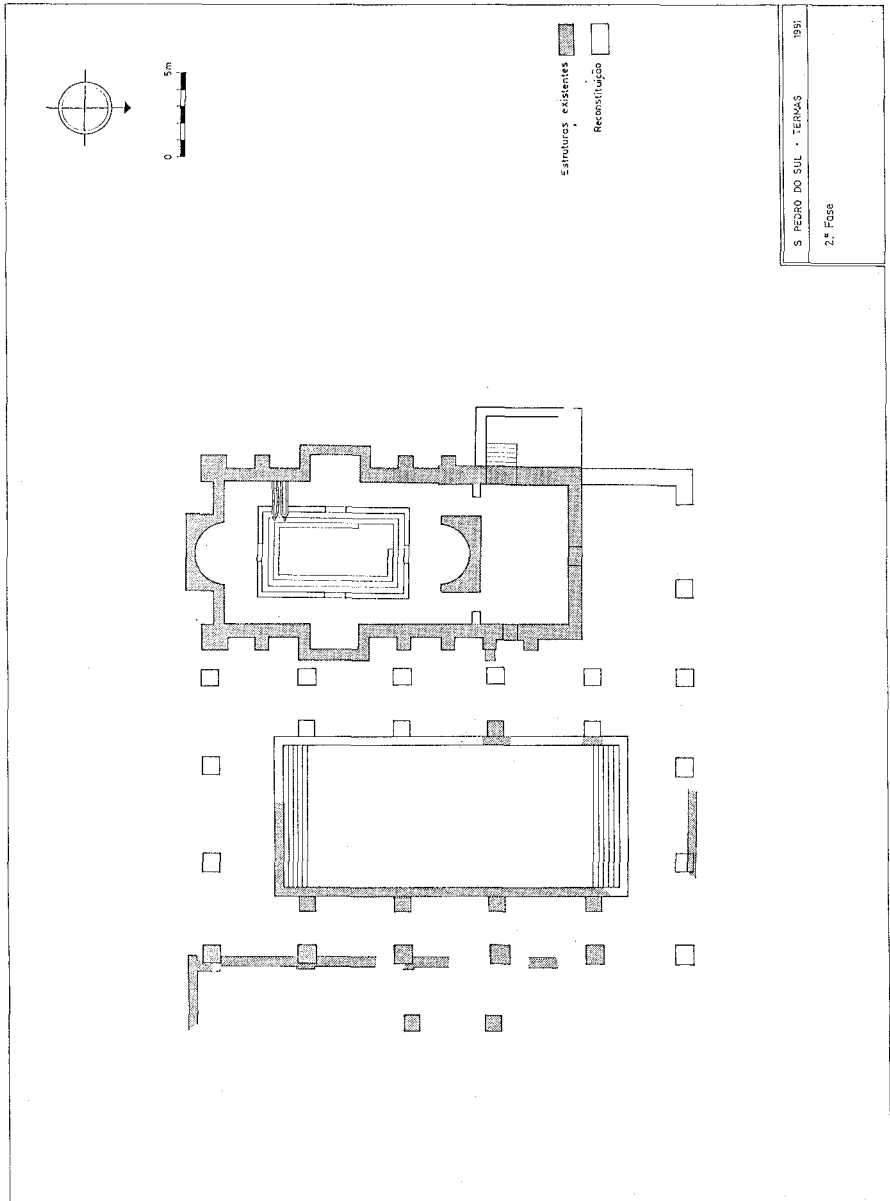 0
5m
Estruturas existentes
Reconstituição
S. PEDRO DO SUL - TERMAS 1991
2.ª Fase